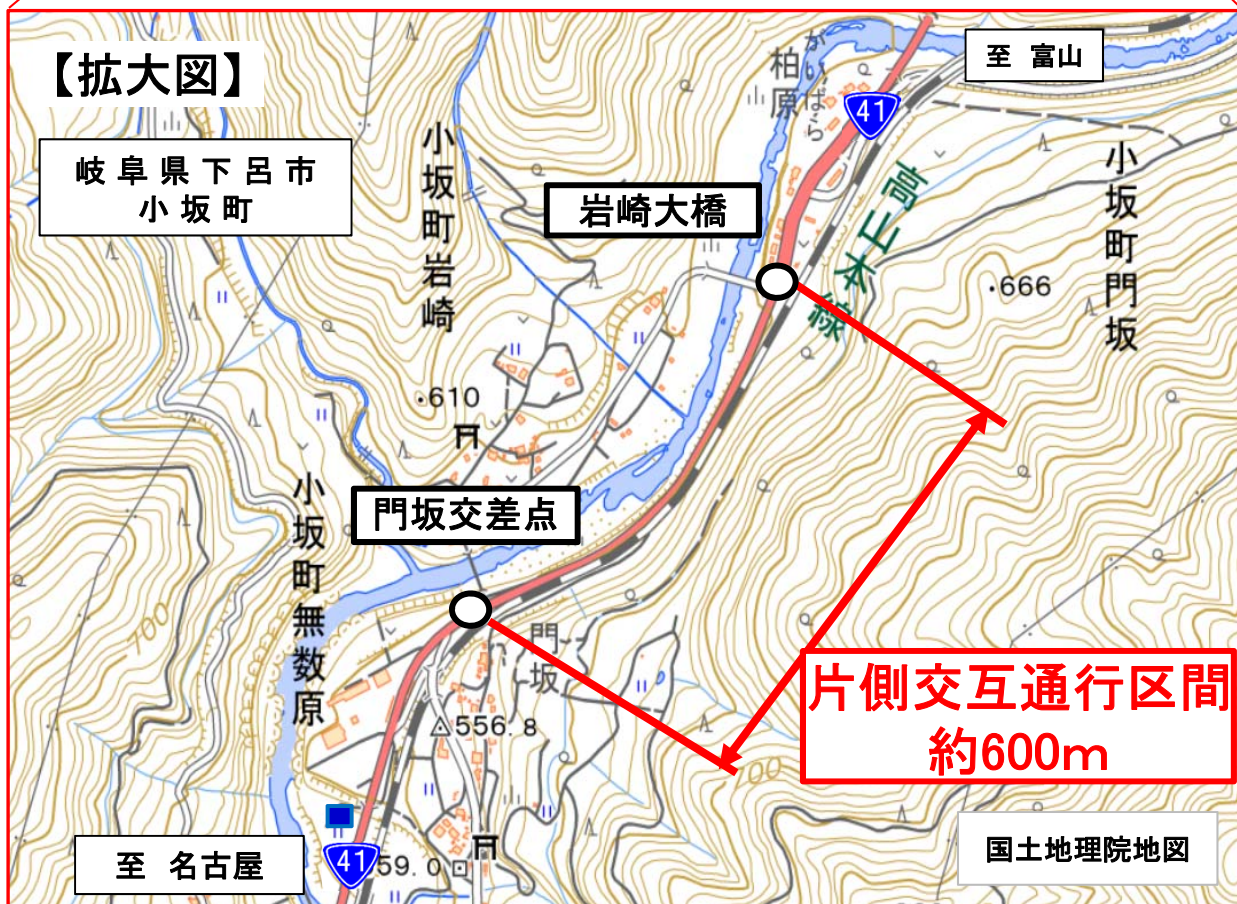 【拡大図】
岐阜県下呂市
小坂町
至 富山
柏原
がいばら
41
小坂町岩崎
岩崎大橋
高山本線
小坂町門坂
・666
・610
門坂交差点
小坂町無数原
700
門坂
556.8
片側交互通行区間
約600m
700
至 名古屋
41
59.0
国土地理院地図